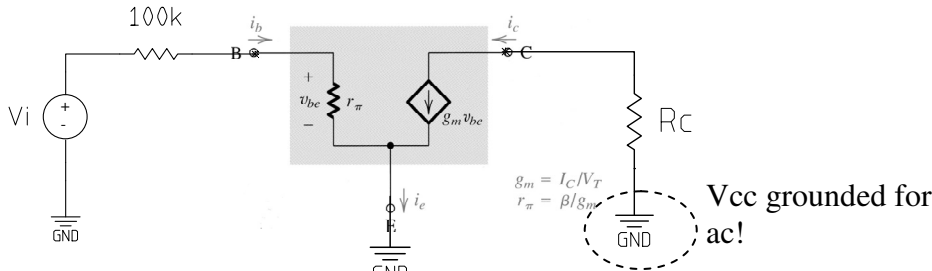 100k
i_b
i_c
B
C
Vi
+
-
+
v_be
−
r_π
g_m v_be
Rc
g_m = I_C/V_T
r_π = β/g_m
i_e
E
GND
GND
GND
Vcc grounded for
ac!